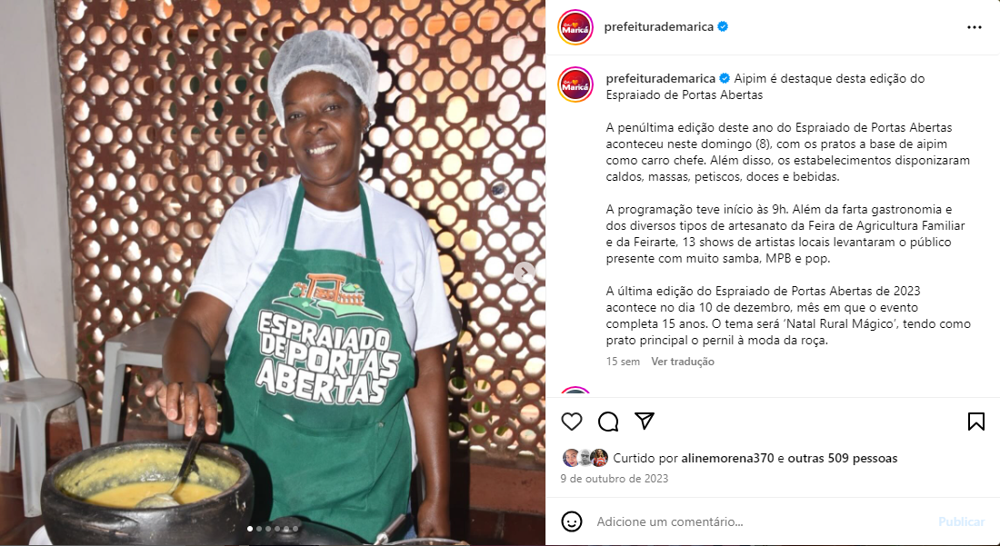 ESPRAIADO
DE PORTAS
ABERTAS
prefeiturademarica
prefeiturademarica Aipim é destaque desta edição do
Espraiado de Portas Abertas
A penúltima edição deste ano do Espraiado de Portas Abertas
aconteceu neste domingo (8), com os pratos a base de aipim
como carro chefe. Além disso, os estabelecimentos disponizaram
caldos, massas, petiscos, doces e bebidas.
A programação teve início às 9h. Além da farta gastronomia e
dos diversos tipos de artesanato da Feira de Agricultura Familiar
e da Feirarte, 13 shows de artistas locais levantaram o público
presente com muito samba, MPB e pop.
A última edição do Espraiado de Portas Abertas de 2023
acontece no dia 10 de dezembro, mês em que o evento
completa 15 anos. O tema será ‘Natal Rural Mágico’, tendo como
prato principal o pernil à moda da roça.
15 sem Ver tradução
Curtido por alinemorena370 e outras 509 pessoas
9 de outubro de 2023
Adicione um comentário... Publicar